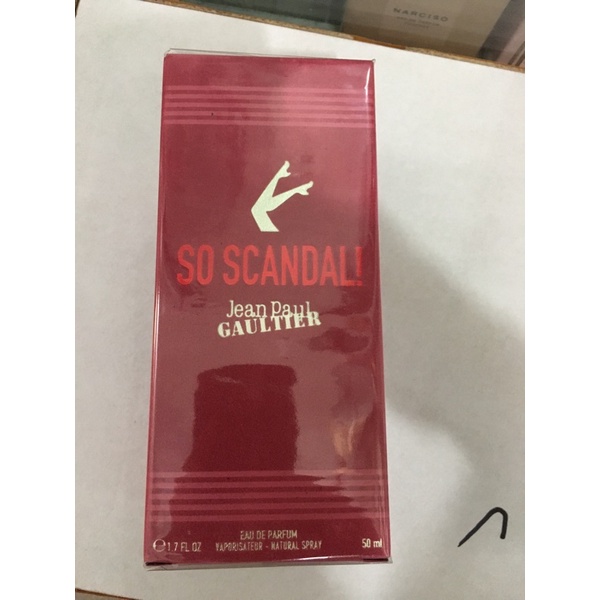 NARCISO
SO SCANDAL!
Jean Paul
GAULTIER
EAU DE PARFUM
℮ 1.7 FL OZ VAPORISATEUR - NATURAL SPRAY 50 ml